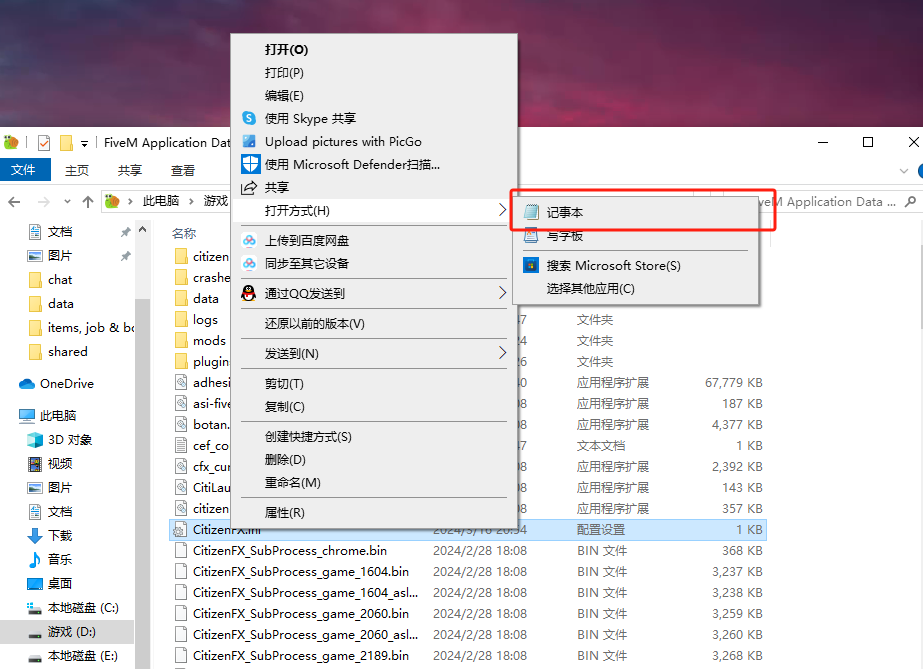 打开(O)
打印(P)
编辑(E)
使用 Skype 共享
Upload pictures with PicGo
使用 Microsoft Defender扫描...
共享
打开方式(H)
上传到百度网盘
同步至其它设备
通过QQ发送到
还原以前的版本(V)
发送到(N)
剪切(T)
复制(C)
创建快捷方式(S)
删除(D)
重命名(M)
属性(R)
记事本
写字板
搜索 Microsoft Store(S)
选择其他应用(C)
FiveM Application Dat
文件
主页
共享
查看
此电脑
游戏
FiveM Application Data ...
文档
图片
chat
data
items, job & bo
shared
OneDrive
此电脑
3D 对象
视频
图片
文档
下载
音乐
桌面
本地磁盘 (C:)
游戏 (D:)
本地磁盘 (E:)
名称
citizen
crashe
data
logs 47 文件夹
mods 24 文件夹
plugin 26 文件夹
adhesi 40 应用程序扩展 67,779 KB
asi-five 08 应用程序扩展 187 KB
botan. 08 应用程序扩展 4,377 KB
cef_co 47 文本文档 1 KB
cfx_cur 08 应用程序扩展 2,392 KB
CitiLau 08 应用程序扩展 143 KB
citizen 08 应用程序扩展 357 KB
CitizenFX.ini 2024/3/16 20:54 配置设置 1 KB
CitizenFX_SubProcess_chrome.bin 2024/2/28 18:08 BIN 文件 368 KB
CitizenFX_SubProcess_game_1604.bin 2024/2/28 18:08 BIN 文件 3,237 KB
CitizenFX_SubProcess_game_1604_asl... 2024/2/28 18:08 BIN 文件 3,238 KB
CitizenFX_SubProcess_game_2060.bin 2024/2/28 18:08 BIN 文件 3,259 KB
CitizenFX_SubProcess_game_2060_asl... 2024/2/28 18:08 BIN 文件 3,260 KB
CitizenFX_SubProcess_game_2189.bin 2024/2/28 18:08 BIN 文件 3,268 KB